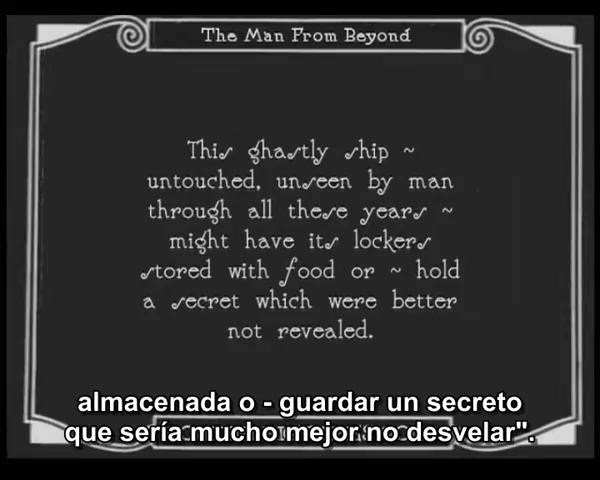 The Man From Beyond
This ghastly ship ~
untouched, unseen by man
through all these years ~
might have its lockers
stored with food or ~ hold
a secret which were better
not revealed.
almacenada o - guardar un secreto
que sería mucho mejor no desvelar".